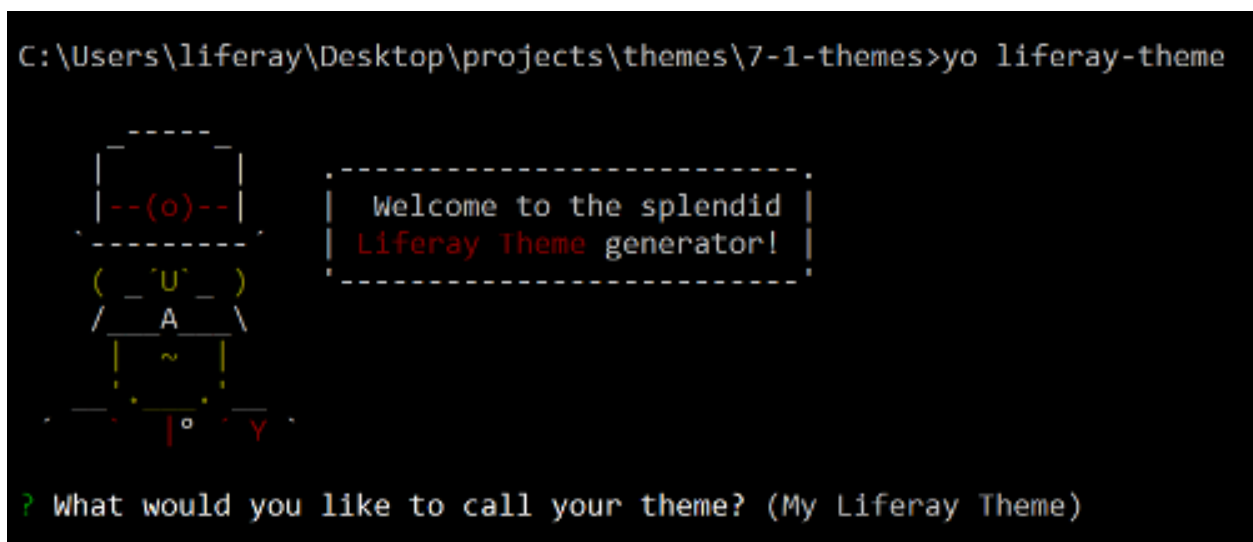 C:\Users\liferay\Desktop\projects\themes\7-1-themes>yo liferay-theme
Welcome to the splendid
Liferay Theme generator!
? What would you like to call your theme? (My Liferay Theme)